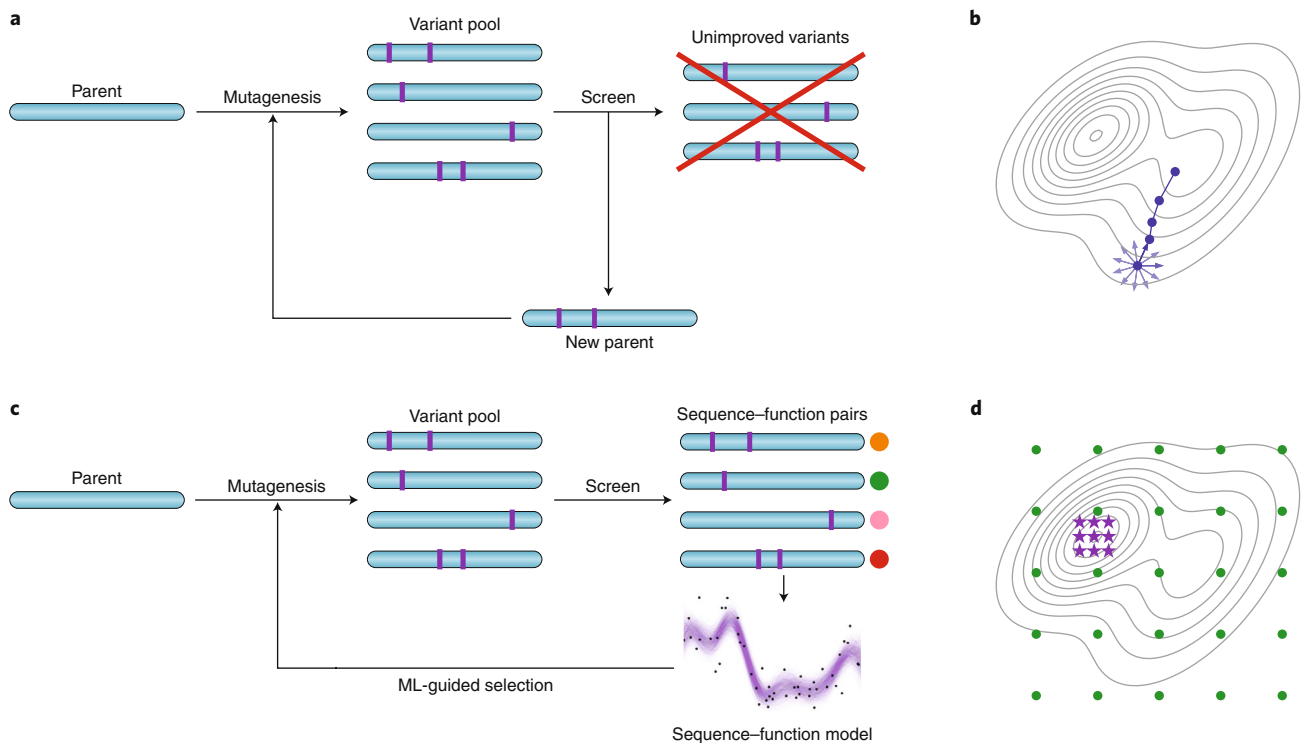 a
Variant pool
Unimproved variants
Parent
Mutagenesis
Screen
New parent
b
c
Variant pool
Sequence–function pairs
Parent
Mutagenesis
Screen
ML-guided selection
Sequence–function model
d